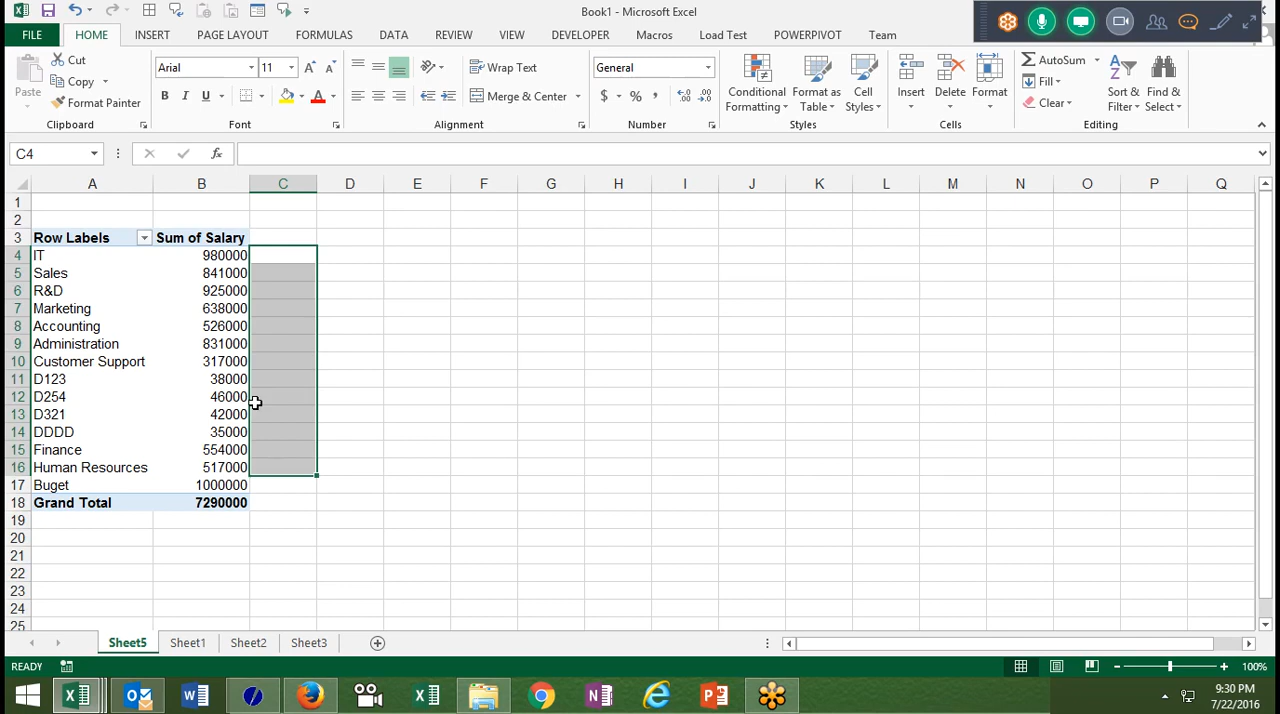 Book1 - Microsoft Excel
FILE HOME INSERT PAGE LAYOUT FORMULAS DATA REVIEW DEVELOPER Macros Load Test POWERPIVOT Team
Cut
Copy
Format Painter
Paste
Clipboard
Arial 11
B I U
Font
Wrap Text
Merge & Center
Alignment
General
$ % ,
Number
Conditional Formatting
Format as Table
Cell Styles
Styles
Insert Delete Format
Cells
AutoSum
Fill
Clear
Sort & Filter
Find & Select
Editing
C4 fx
A B C D E F G H I J K L M N O P Q
1
2
3 Row Labels Sum of Salary
4 IT 980000
5 Sales 841000
6 R&D 925000
7 Marketing 638000
8 Accounting 526000
9 Administration 831000
10 Customer Support 317000
11 D123 38000
12 D254 46000
13 D321 42000
14 DDDD 35000
15 Finance 554000
16 Human Resources 517000
17 Buget 1000000
18 Grand Total 7290000
19
20
21
22
23
24
25
Sheet5 Sheet1 Sheet2 Sheet3
READY 100%
9:30 PM
7/22/2016